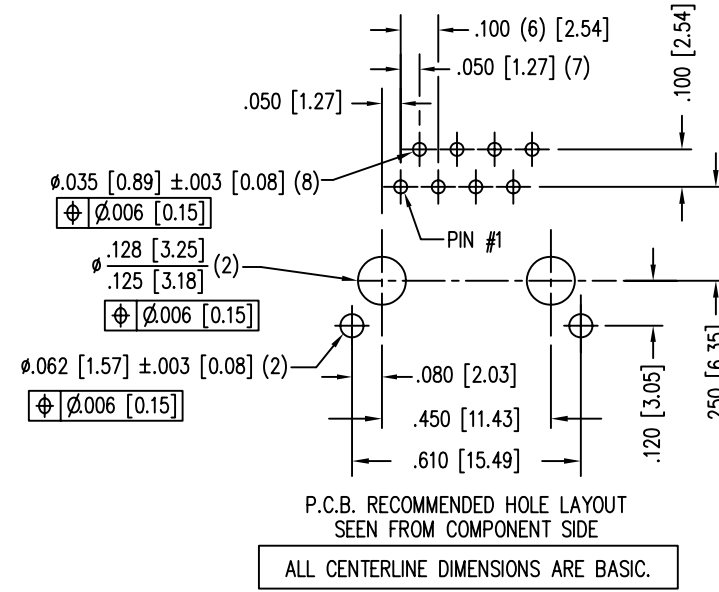 .100 (6) [2.54]
.050 [1.27] (7)
.050 [1.27]
.100 [2.54]
ø.035 [0.89] ±.003 [0.08] (8)
⌖ Ø.006 [0.15]
PIN #1
ø .128 [3.25]
.125 [3.18] (2)
⌖ Ø.006 [0.15]
ø.062 [1.57] ±.003 [0.08] (2)
⌖ Ø.006 [0.15]
.080 [2.03]
.450 [11.43]
.610 [15.49]
.120 [3.05]
.250 [6.35]
P.C.B. RECOMMENDED HOLE LAYOUT
SEEN FROM COMPONENT SIDE
ALL CENTERLINE DIMENSIONS ARE BASIC.